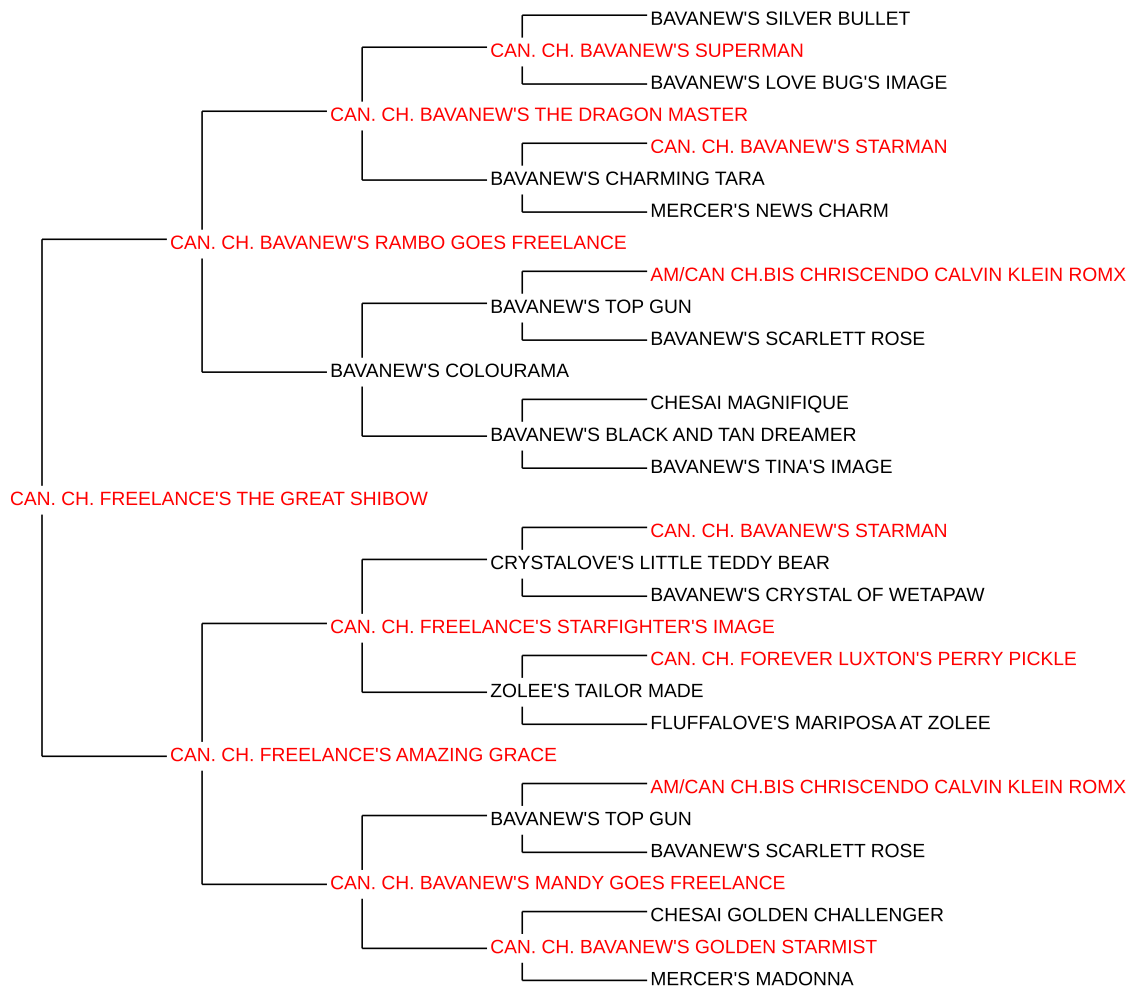 BAVANEW'S SILVER BULLET
CAN. CH. BAVANEW'S SUPERMAN
BAVANEW'S LOVE BUG'S IMAGE
CAN. CH. BAVANEW'S THE DRAGON MASTER
CAN. CH. BAVANEW'S STARMAN
BAVANEW'S CHARMING TARA
MERCER'S NEWS CHARM
CAN. CH. BAVANEW'S RAMBO GOES FREELANCE
AM/CAN CH.BIS CHRISCENDO CALVIN KLEIN ROMX
BAVANEW'S TOP GUN
BAVANEW'S SCARLETT ROSE
BAVANEW'S COLOURAMA
CHESAI MAGNIFIQUE
BAVANEW'S BLACK AND TAN DREAMER
BAVANEW'S TINA'S IMAGE
CAN. CH. FREELANCE'S THE GREAT SHIBOW
CAN. CH. BAVANEW'S STARMAN
CRYSTALOVE'S LITTLE TEDDY BEAR
BAVANEW'S CRYSTAL OF WETAPAW
CAN. CH. FREELANCE'S STARFIGHTER'S IMAGE
CAN. CH. FOREVER LUXTON'S PERRY PICKLE
ZOLEE'S TAILOR MADE
FLUFFALOVE'S MARIPOSA AT ZOLEE
CAN. CH. FREELANCE'S AMAZING GRACE
AM/CAN CH.BIS CHRISCENDO CALVIN KLEIN ROMX
BAVANEW'S TOP GUN
BAVANEW'S SCARLETT ROSE
CAN. CH. BAVANEW'S MANDY GOES FREELANCE
CHESAI GOLDEN CHALLENGER
CAN. CH. BAVANEW'S GOLDEN STARMIST
MERCER'S MADONNA